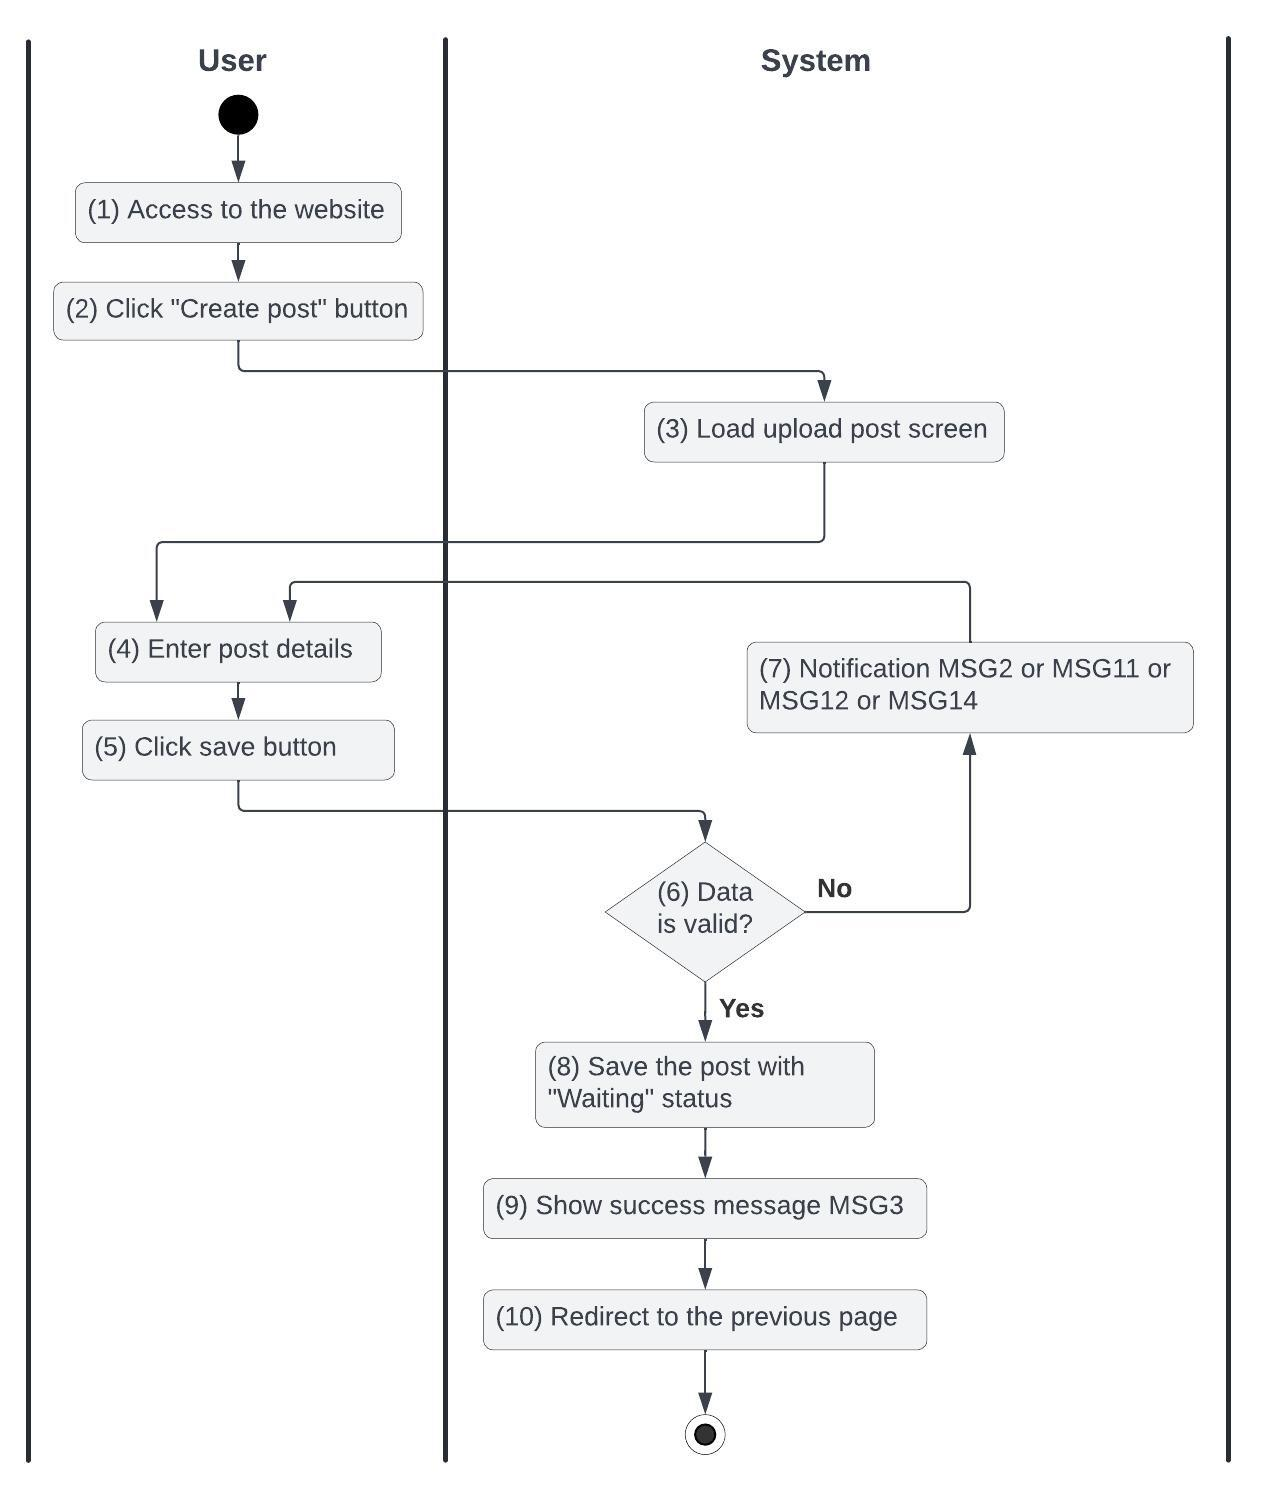 User
System
(1) Access to the website
(2) Click "Create post" button
(3) Load upload post screen
(4) Enter post details
(7) Notification MSG2 or MSG11 or
MSG12 or MSG14
(5) Click save button
(6) Data
is valid?
No
Yes
(8) Save the post with
"Waiting" status
(9) Show success message MSG3
(10) Redirect to the previous page